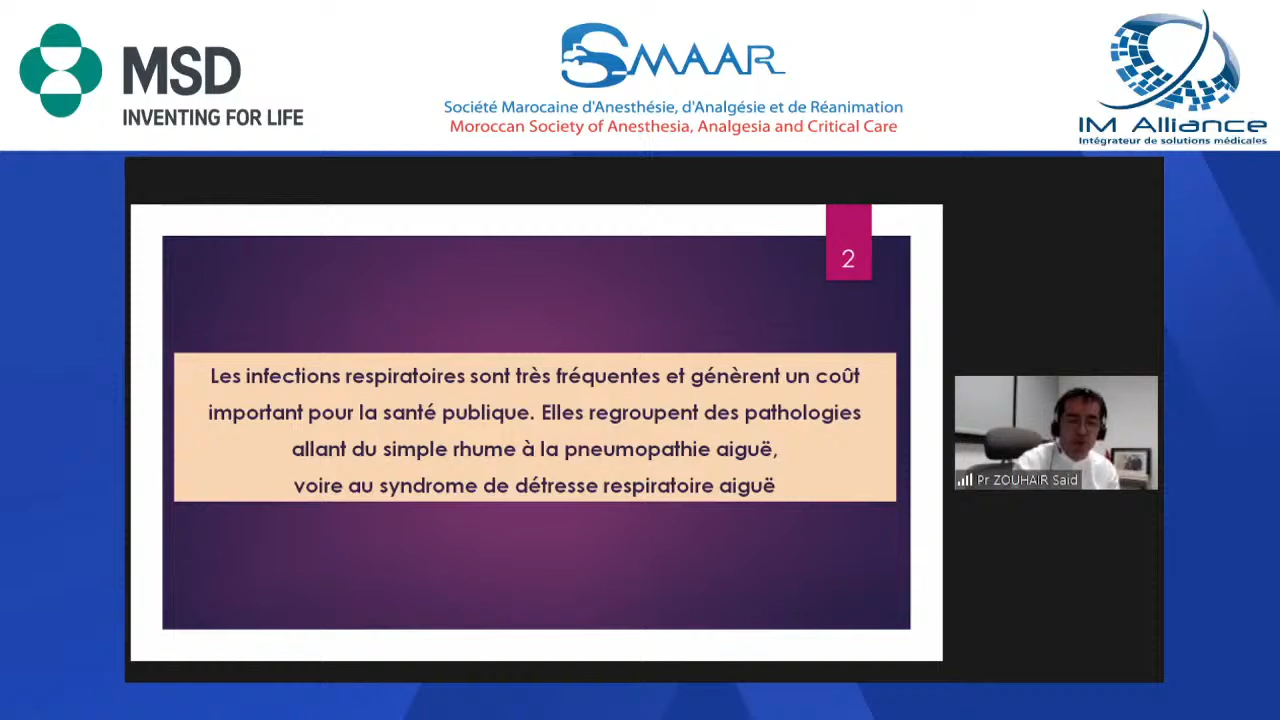 MSD
INVENTING FOR LIFE
SMAAR
Société Marocaine d'Anesthésie, d'Analgésie et de Réanimation
Moroccan Society of Anesthesia, Analgesia and Critical Care
IM Alliance
Intégrateur de solutions médicales
2
Les infections respiratoires sont très fréquentes et génèrent un coût
important pour la santé publique. Elles regroupent des pathologies
allant du simple rhume à la pneumopathie aiguë,
voire au syndrome de détresse respiratoire aiguë
Pr ZOUHAIR Said